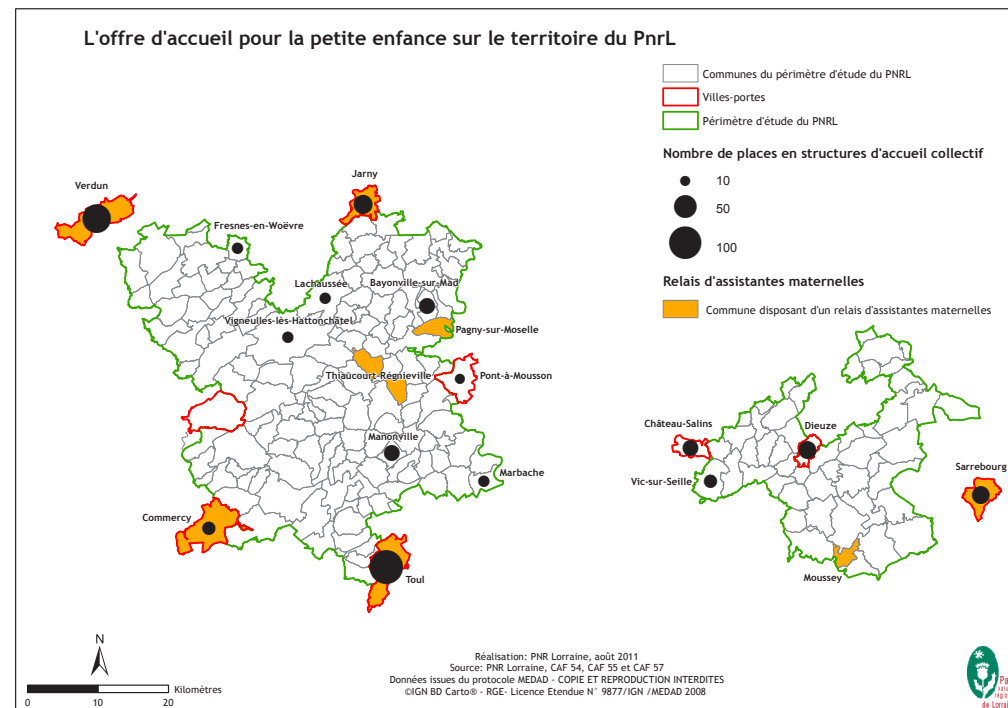 L'offre d'accueil pour la petite enfance sur le territoire du PnrL
Communes du périmètre d'étude du PNRL
Villes-portes
Périmètre d'étude du PNRL
Nombre de places en structures d'accueil collectif
10
50
100
Relais d'assistantes maternelles
Commune disposant d'un relais d'assistantes maternelles
Verdun
Jarny
Fresnes-en-Woëvre
Lachaussée
Bayonville-sur-Mad
Vigneulles-lès-Hattonchâtel
Pagny-sur-Moselle
Thiaucourt-Régnieville
Pont-à-Mousson
Manonville
Marbache
Commercy
Toul
Château-Salins
Dieuze
Vic-sur-Seille
Sarrebourg
Moussey
N
Kilomètres
0 10 20
Réalisation: PNR Lorraine, août 2011
Source: PNR Lorraine, CAF 54, CAF 55 et CAF 57
Données issues du protocole MEDAD - COPIE ET REPRODUCTION INTERDITES
©IGN BD Carto® - RGE- Licence Etendue N° 9877/IGN /MEDAD 2008